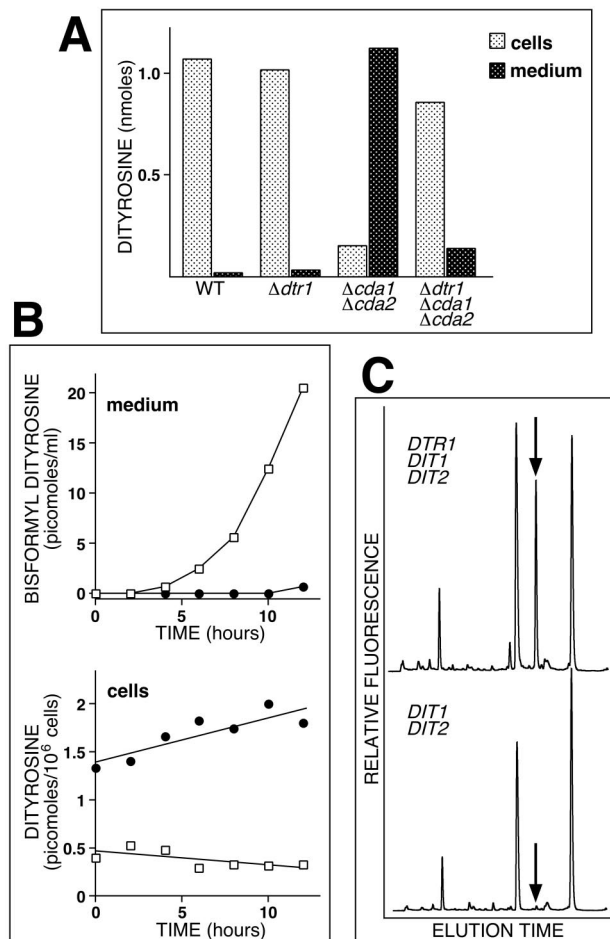 A
DITYROSINE (nmoles)
1.0
0.5
cells
medium
WT
Δdtr1
Δcda1
Δcda2
Δdtr1
Δcda1
Δcda2
B
BISFORMYL DITYROSINE
(picomoles/ml)
medium
20
15
10
5
0
0 5 10
TIME (hours)
DITYROSINE
(picomoles/10⁶ cells)
cells
2
1.5
1
0.5
0
0 5 10
TIME (hours)
C
RELATIVE FLUORESCENCE
DTR1
DIT1
DIT2
DIT1
DIT2
ELUTION TIME